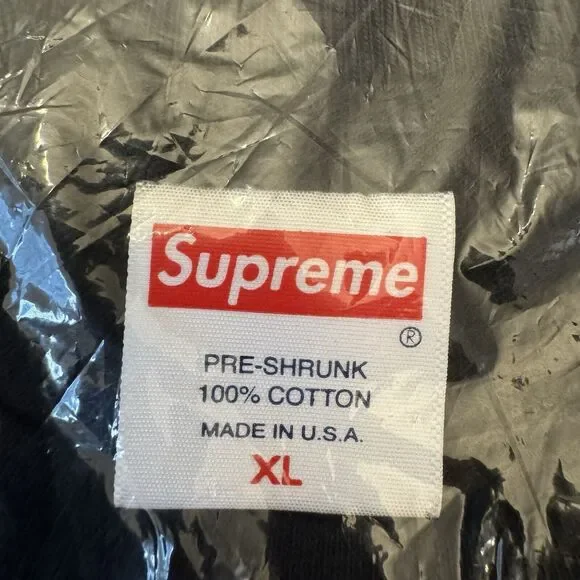 Supreme
®
PRE-SHRUNK
100% COTTON
MADE IN U.S.A.
XL